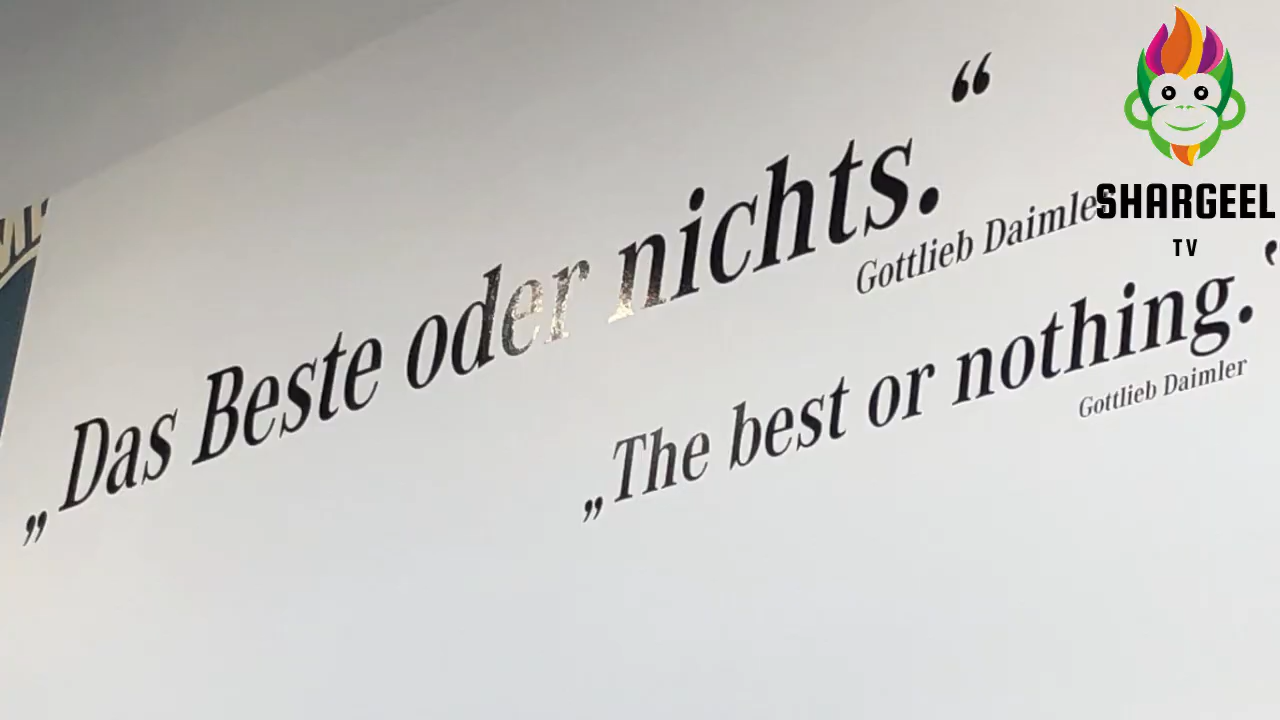 „Das Beste oder nichts.“
Gottlieb Daimler
„The best or nothing.“
Gottlieb Daimler
SHARGEEL
TV